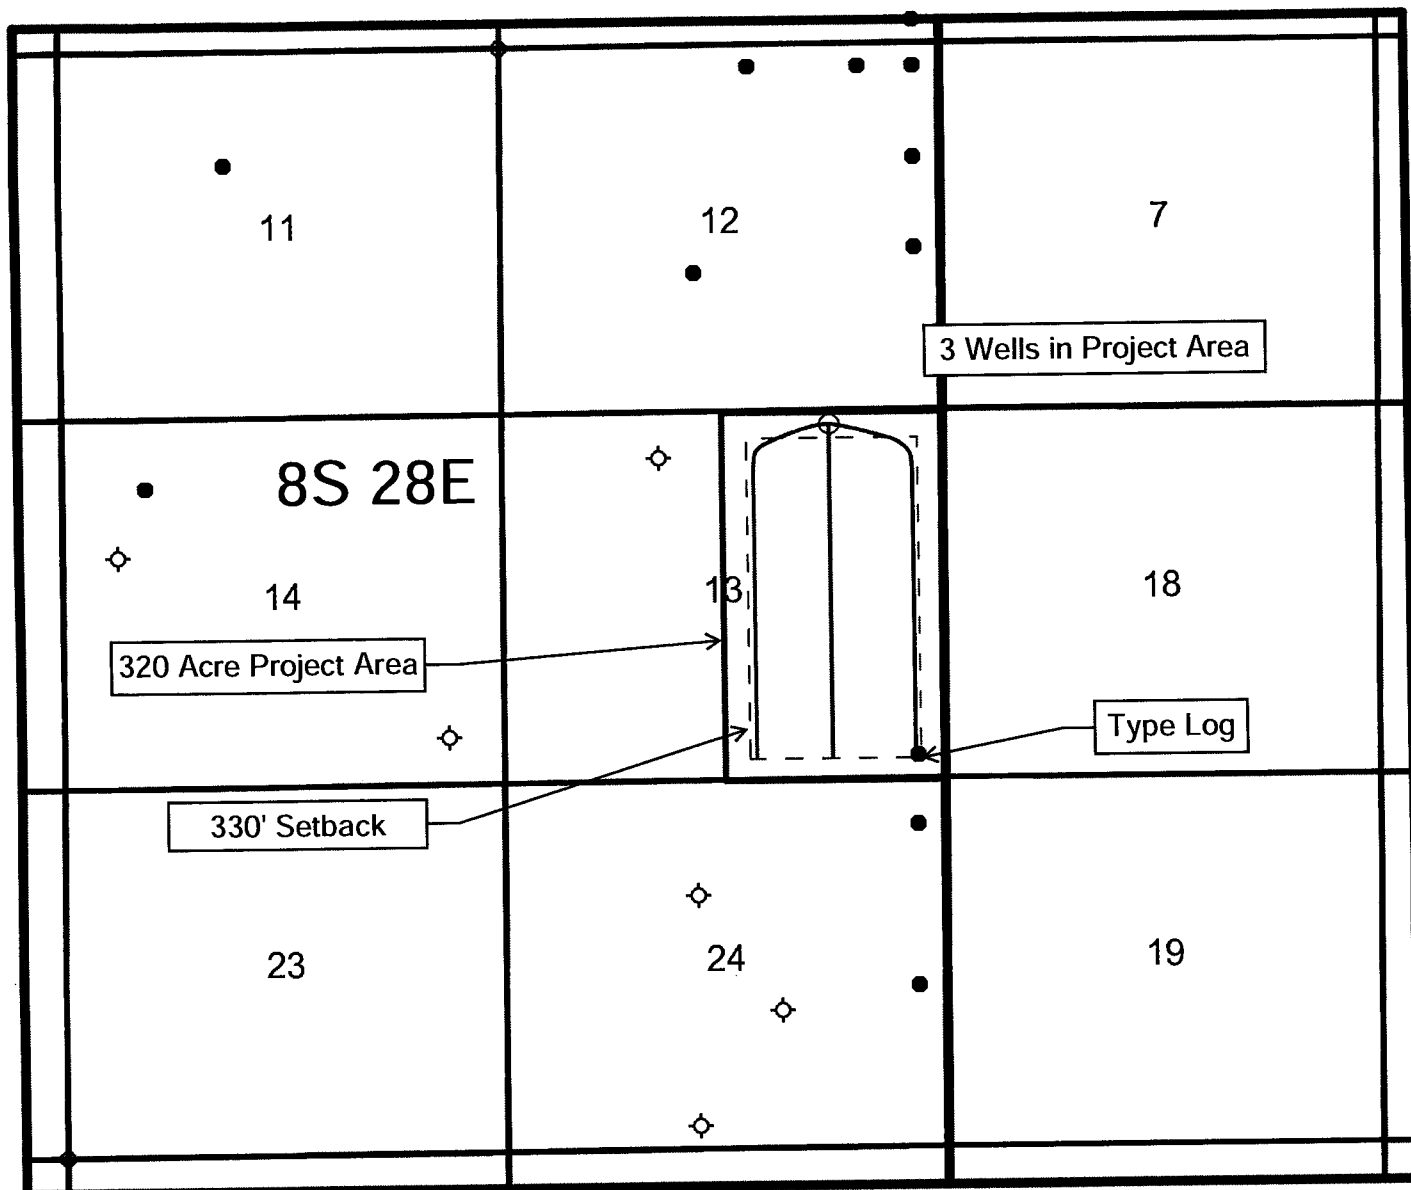 11
12
7
3 Wells in Project Area
8S 28E
14
13
18
320 Acre Project Area
Type Log
330' Setback
23
24
19